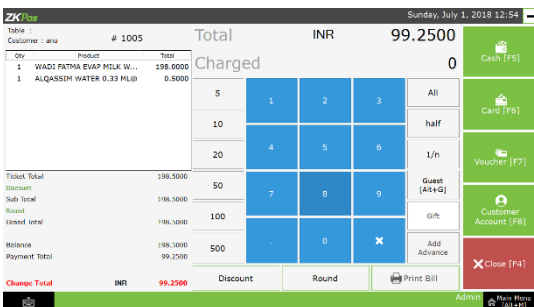 ZKPos
Sunday, July 1, 2018 12:54
Table :
Customer : anu
# 1005
Qty Product Total
1 WADI FATMA EVAP MILK W... 198.0000
1 ALQASSIM WATER 0.33 ML@ 0.5000
Ticket Total 198.5000
Discount
Sub Total 198.5000
Round
Grand Total 198.5000
Balance 198.5000
Payment Total 99.2500
Change Total INR 99.2500
Total INR 99.2500
Charged 0
5 1 2 3 All
10 half
20 4 5 6 1/n
50 7 8 9 Guest [Alt+G]
100 Gift
500 . 0 × Add Advance
Discount Round Print Bill
Cash [F5]
Card [F6]
Voucher [F7]
Customer Account [F8]
Close [F4]
Admin
Main Menu [Alt+M]